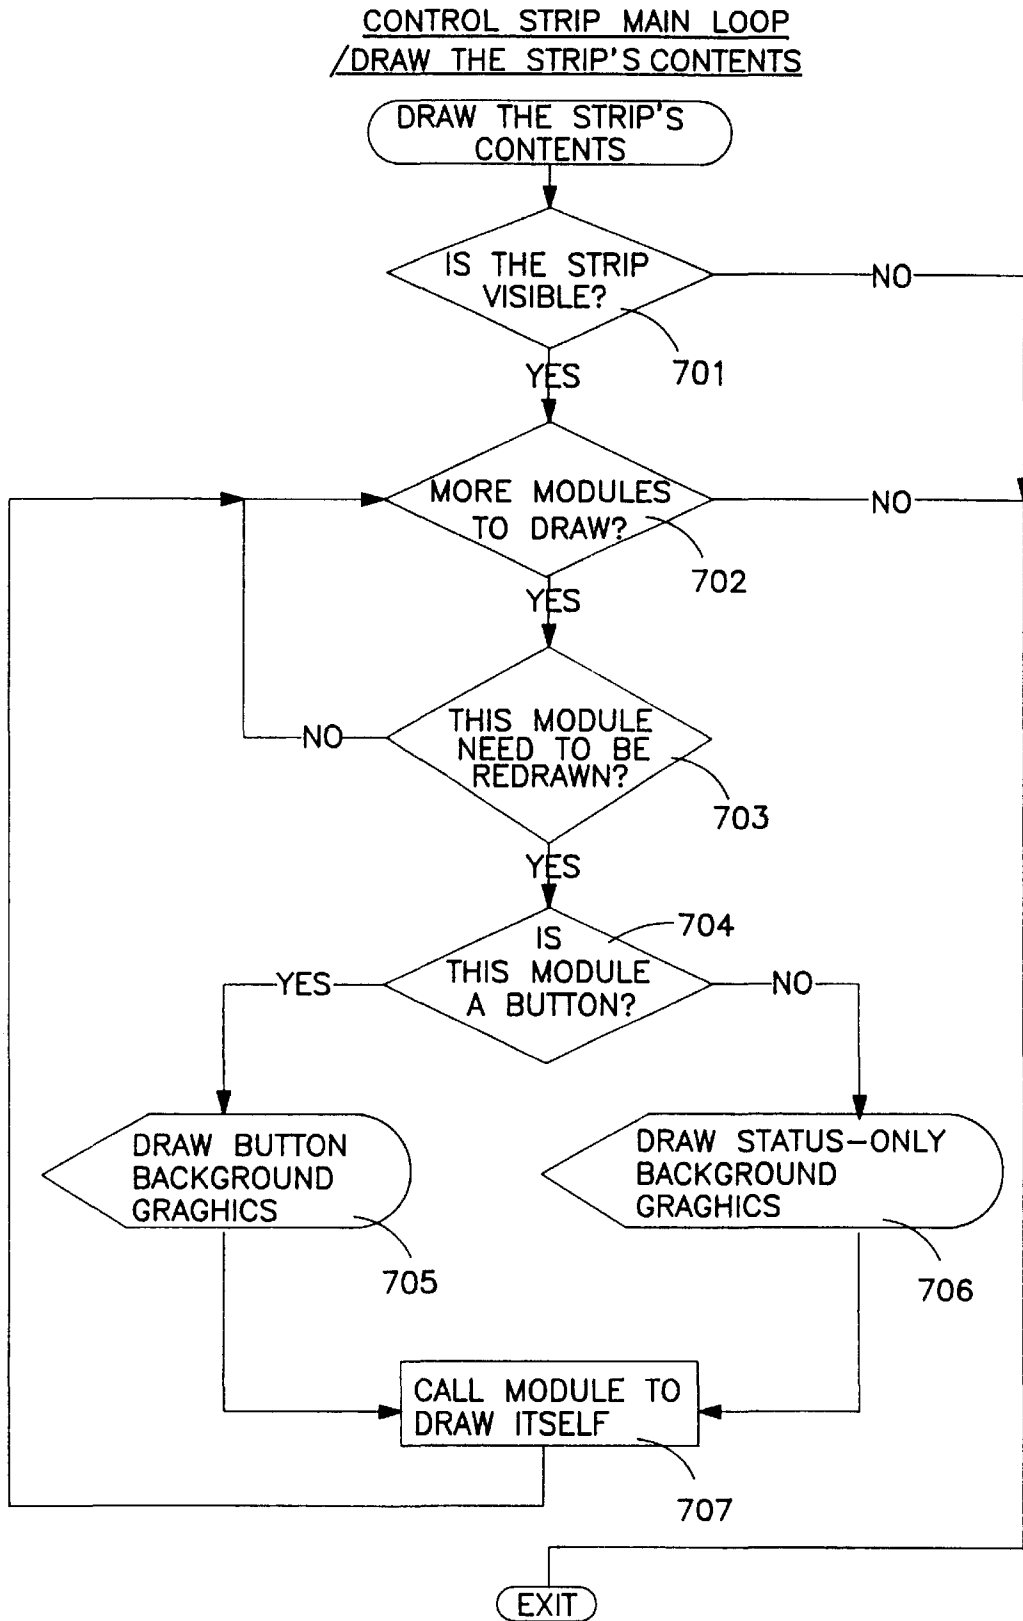 CONTROL STRIP MAIN LOOP
/DRAW THE STRIP'S CONTENTS
DRAW THE STRIP'S
CONTENTS
IS THE STRIP
VISIBLE?
NO
701
YES
MORE MODULES
TO DRAW?
NO
702
YES
THIS MODULE
NEED TO BE
REDRAWN?
NO
703
YES
704
IS
THIS MODULE
A BUTTON?
YES
NO
DRAW BUTTON
BACKGROUND
GRAGHICS
705
DRAW STATUS-ONLY
BACKGROUND
GRAGHICS
706
CALL MODULE TO
DRAW ITSELF
707
EXIT